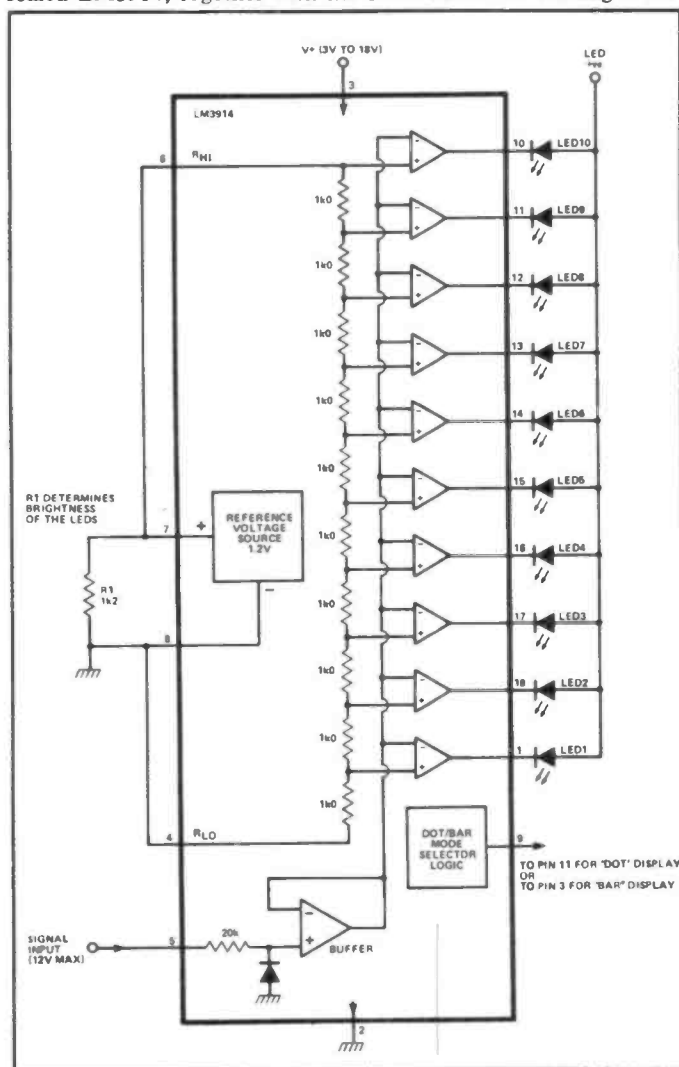 V+ (3V TO 18V)
LED
3
LM3914
6
RHI
10
LED10
1k0
11
LED9
1k0
12
LED8
1k0
13
LED7
1k0
14
LED6
1k0
15
LED5
1k0
16
LED4
1k0
17
LED3
1k0
18
LED2
1k0
1
LED1
1k0
R1 DETERMINES
BRIGHTNESS
OF THE LEDS
7
+
REFERENCE
VOLTAGE
SOURCE
1.2V
−
R1
1k2
8
4
RLO
DOT/BAR
MODE
SELECTOR
LOGIC
9
TO PIN 11 FOR "DOT' DISPLAY
OR
TO PIN 3 FOR "BAR" DISPLAY
SIGNAL
INPUT
(12V MAX)
5
20k
BUFFER
2